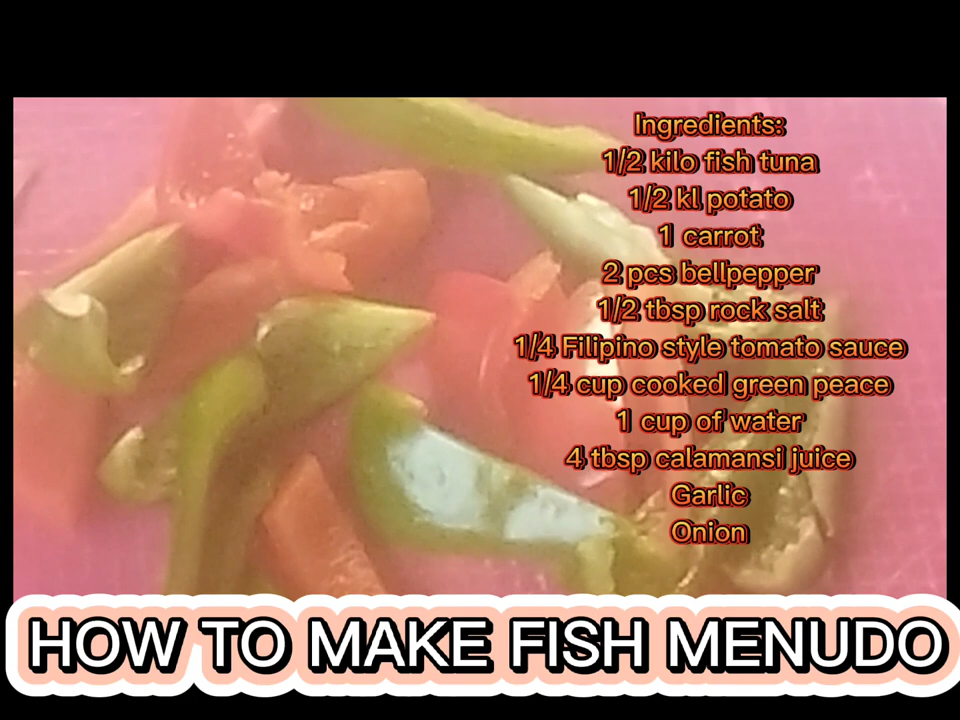 Ingredients:
1/2 kilo fish tuna
1/2 kl potato
1 carrot
2 pcs bellpepper
1/2 tbsp rock salt
1/4 Filipino style tomato sauce
1/4 cup cooked green peace
1 cup of water
4 tbsp calamansi juice
Garlic
Onion
HOW TO MAKE FISH MENUDO